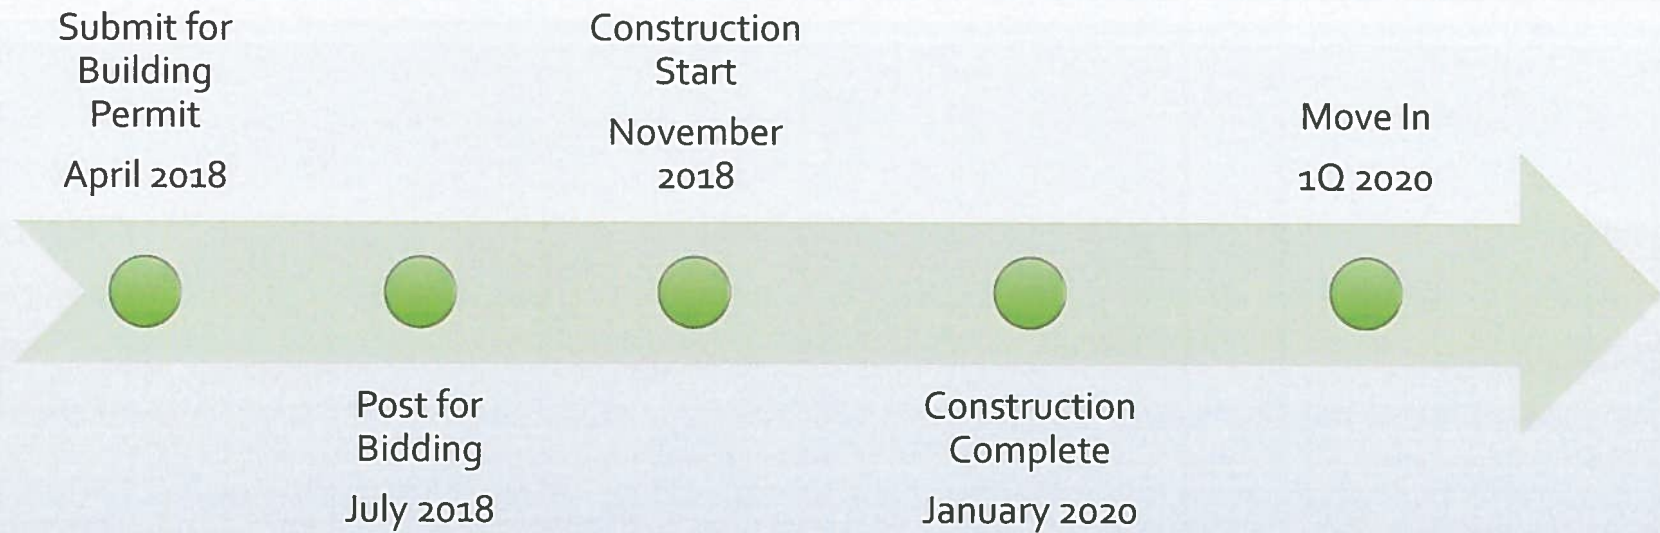 Submit for
Building
Permit
April 2018
Post for
Bidding
July 2018
Construction
Start
November
2018
Construction
Complete
January 2020
Move In
1Q 2020